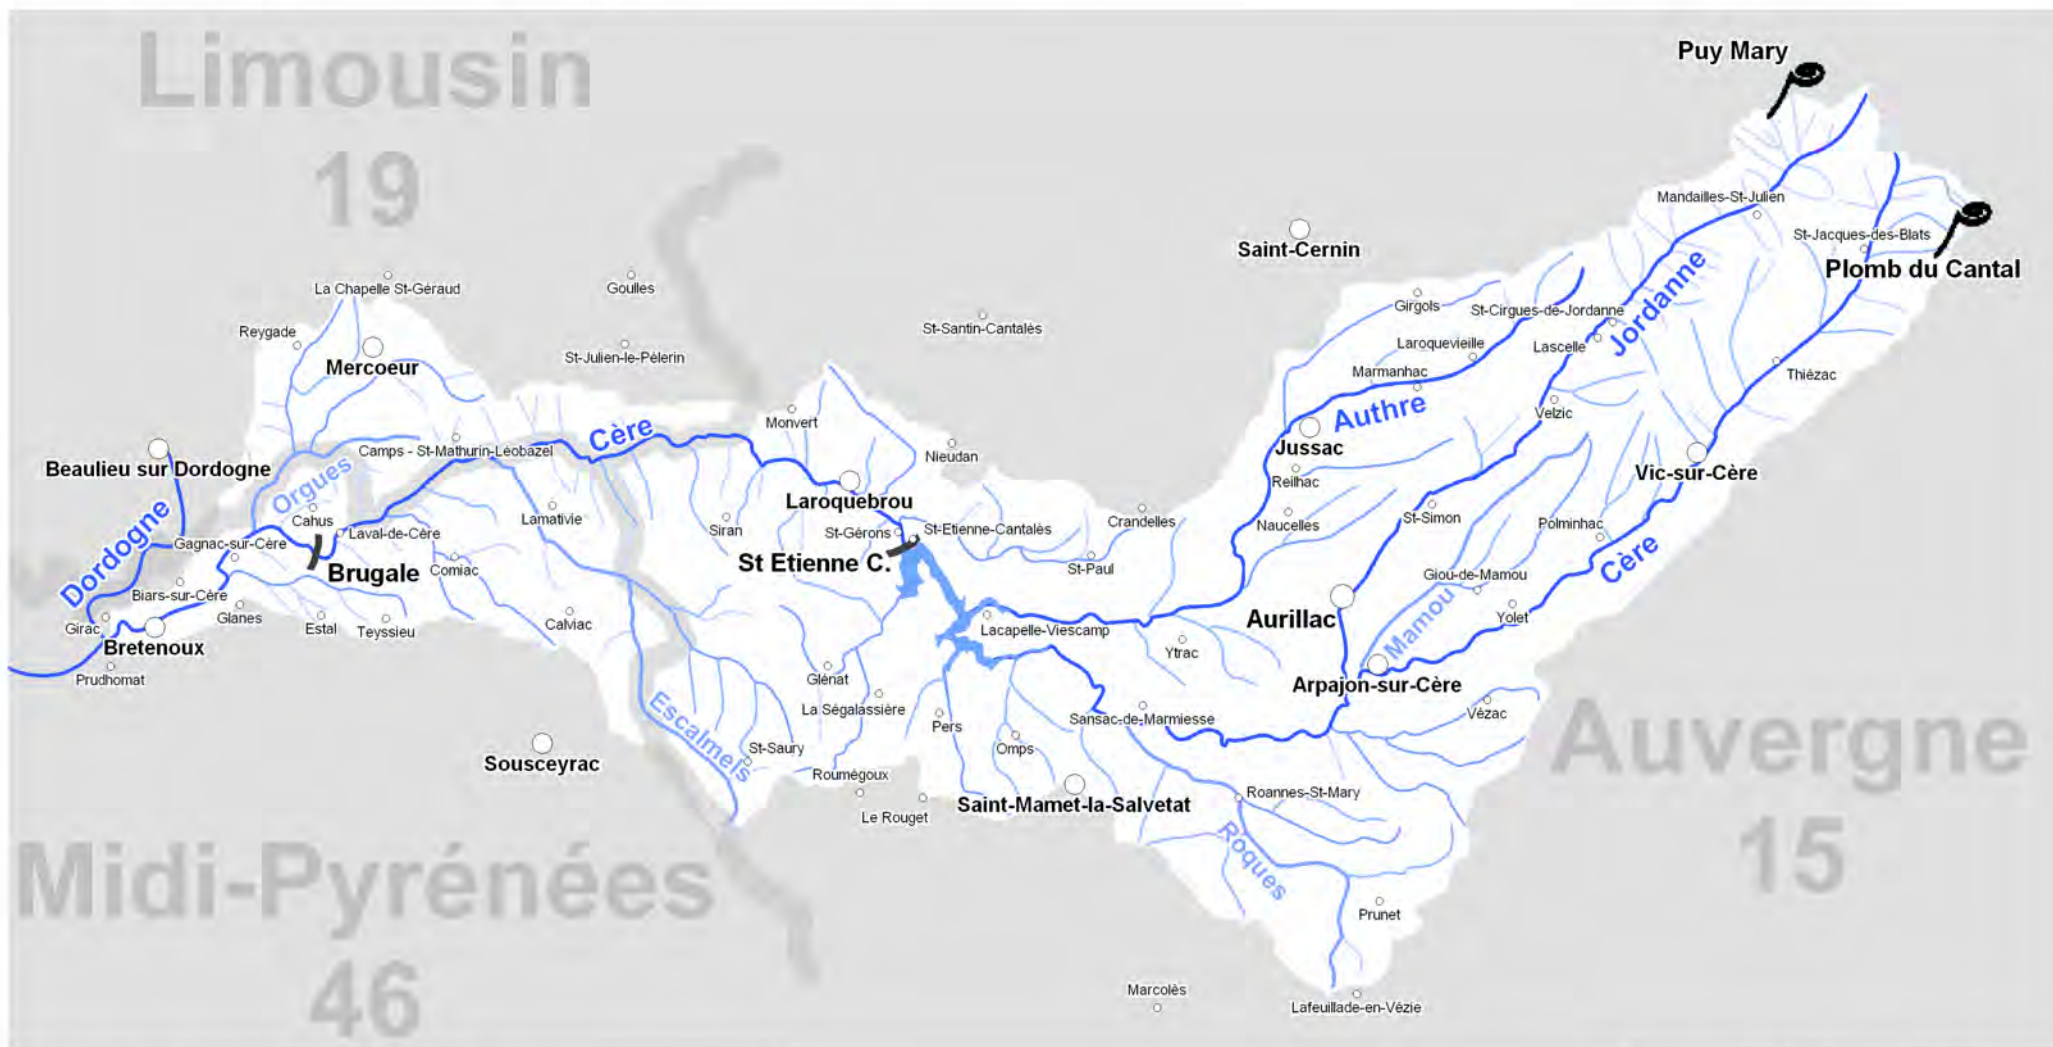 Limousin
19
Puy Mary
Mandailles-St-Julien
Saint-Cernin
St-Jacques-des-Blats
Plomb du Cantal
La Chapelle St-Géraud
Goulles
Girgols
St-Cirgues-de-Jordanne
Jordanne
Reygade
St-Santin-Cantalès
Laroquevieille
Lascelle
St-Julien-le-Pèlerin
Mercoeur
Marmanhac
Thiézac
Authre
Velzic
Monvert
Cère
Jussac
Camps - St-Mathurin-Léobazel
Nieudan
Beaulieu sur Dordogne
Reilhac
Vic-sur-Cère
Orgues
Laroquebrou
Cahus
Lamativie
Siran
Crandelles
Naucelles
St-Simon
Polminhac
Laval-de-Cère
St-Gérons
St-Etienne-Cantalès
Gagnac-sur-Cère
Dordogne
St Etienne C.
St-Paul
Cère
Brugale
Comiac
Giou-de-Mamou
Biars-sur-Cère
Glanes
Estal
Teyssieu
Calviac
Girac
Lacapelle-Viescamp
Aurillac
Yolet
Mamou
Bretenoux
Ytrac
Prudhomat
Glénat
Arpajon-sur-Cère
La Ségalassière
Escalmels
Pers
Sansac-de-Marmiesse
Vézac
Omps
St-Saury
Auvergne
15
Sousceyrac
Roumégoux
Saint-Mamet-la-Salvetat
Roannes-St-Mary
Le Rouget
Roques
Midi-Pyrénées
46
Prunet
Marcolès
Lafeuillade-en-Vézie